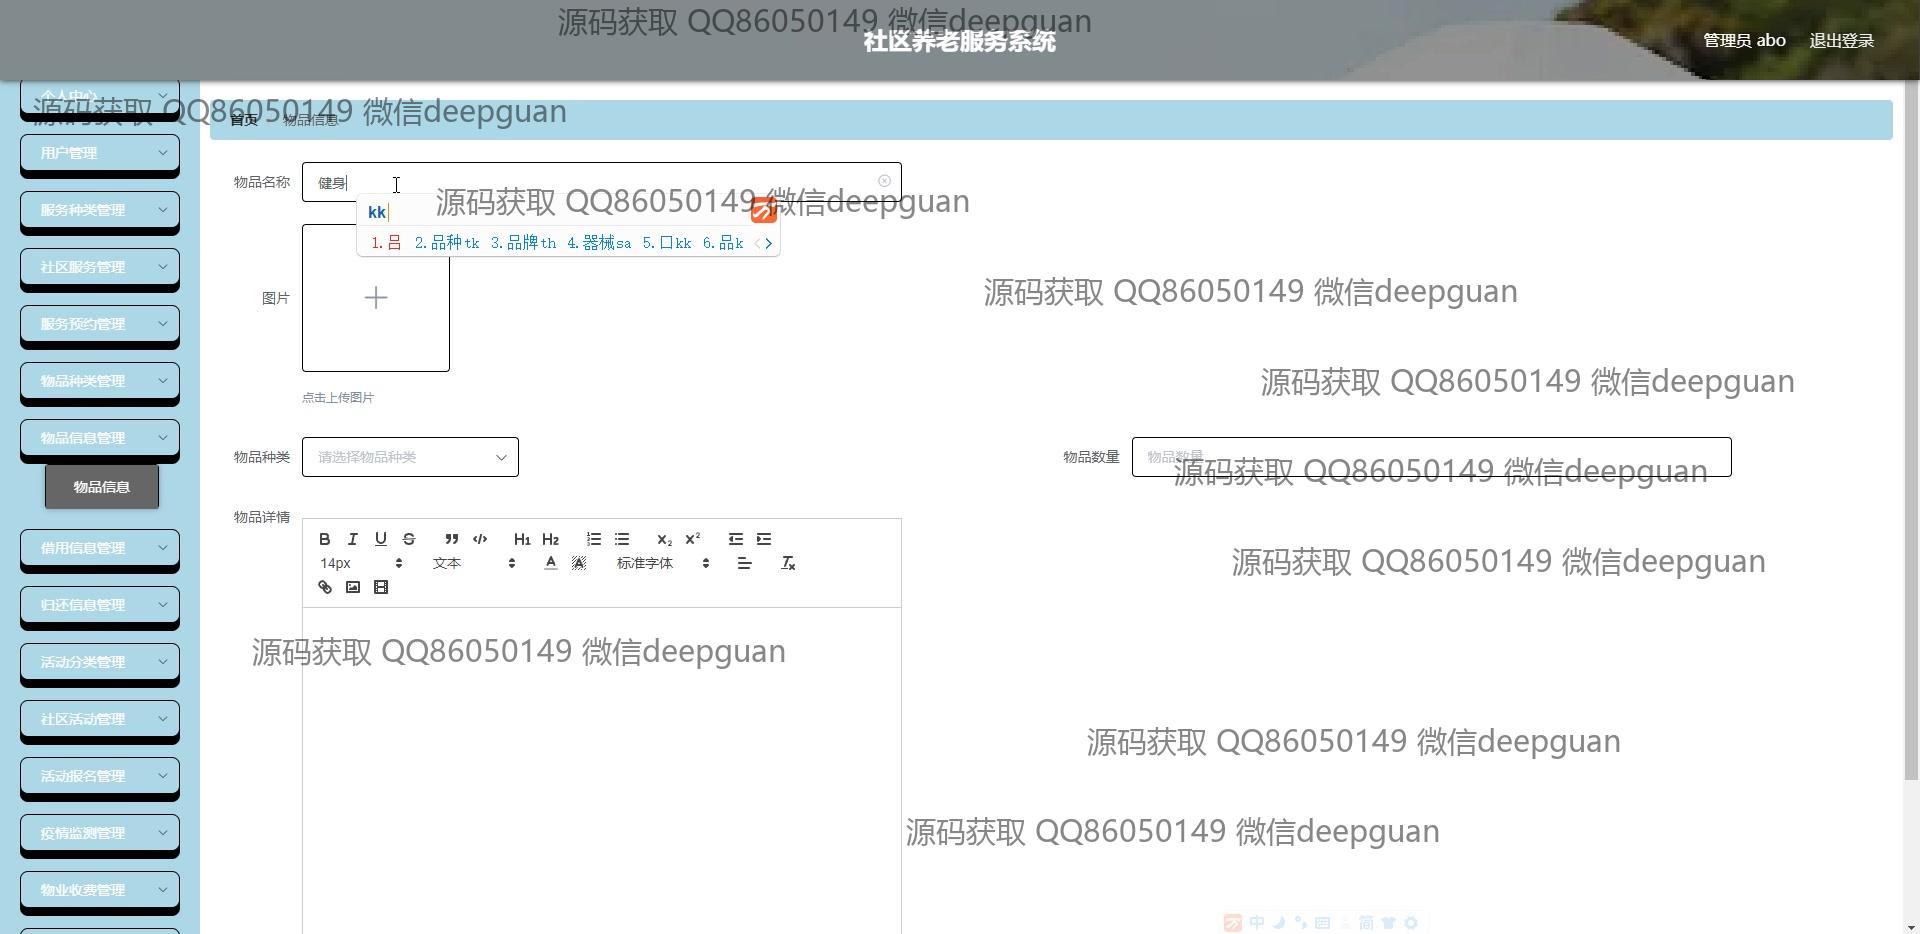 源码获取 QQ86050149 微信deepguan
社区养老服务系统
管理员 abo
退出登录
个人中心
源码获取 QQ86050149 微信deepguan
首页
物品信息
用户管理
服务种类管理
社区服务管理
服务预约管理
物品种类管理
物品信息管理
物品信息
借用信息管理
归还信息管理
活动分类管理
社区活动管理
活动报名管理
疫情监测管理
物业收费管理
物品名称
健身
源码获取 QQ86050149 微信deepguan
kk
1.吕 2.品种tk 3.品牌th 4.器械sa 5.口kk 6.品k
图片
点击上传图片
源码获取 QQ86050149 微信deepguan
源码获取 QQ86050149 微信deepguan
物品种类
请选择物品种类
物品数量
物品数量
源码获取 QQ86050149 微信deepguan
物品详情
B I U S H1 H2 X₂ X²
14px 文本 A A 标准字体 Tx
源码获取 QQ86050149 微信deepguan
源码获取 QQ86050149 微信deepguan
源码获取 QQ86050149 微信deepguan
源码获取 QQ86050149 微信deepguan
中 简